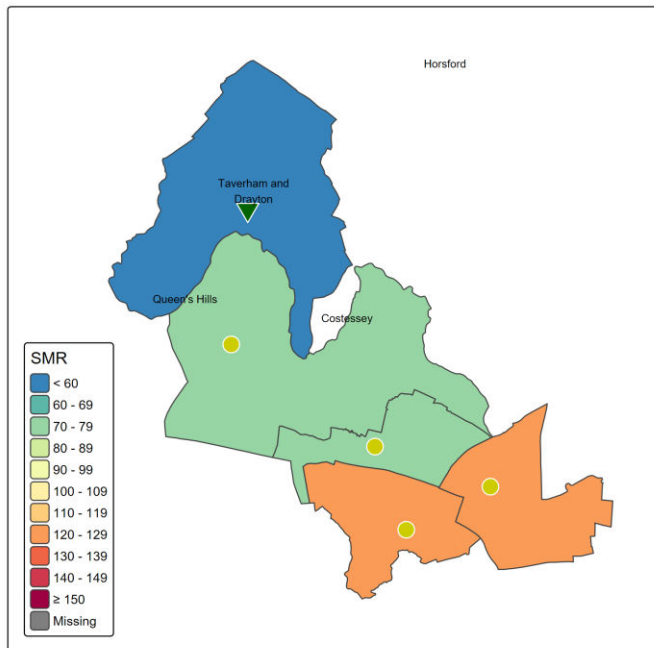 Horsford
Taverham and
Drayton
Queen's Hills
Costessey
SMR
< 60
60 - 69
70 - 79
80 - 89
90 - 99
100 - 109
110 - 119
120 - 129
130 - 139
140 - 149
≥ 150
Missing